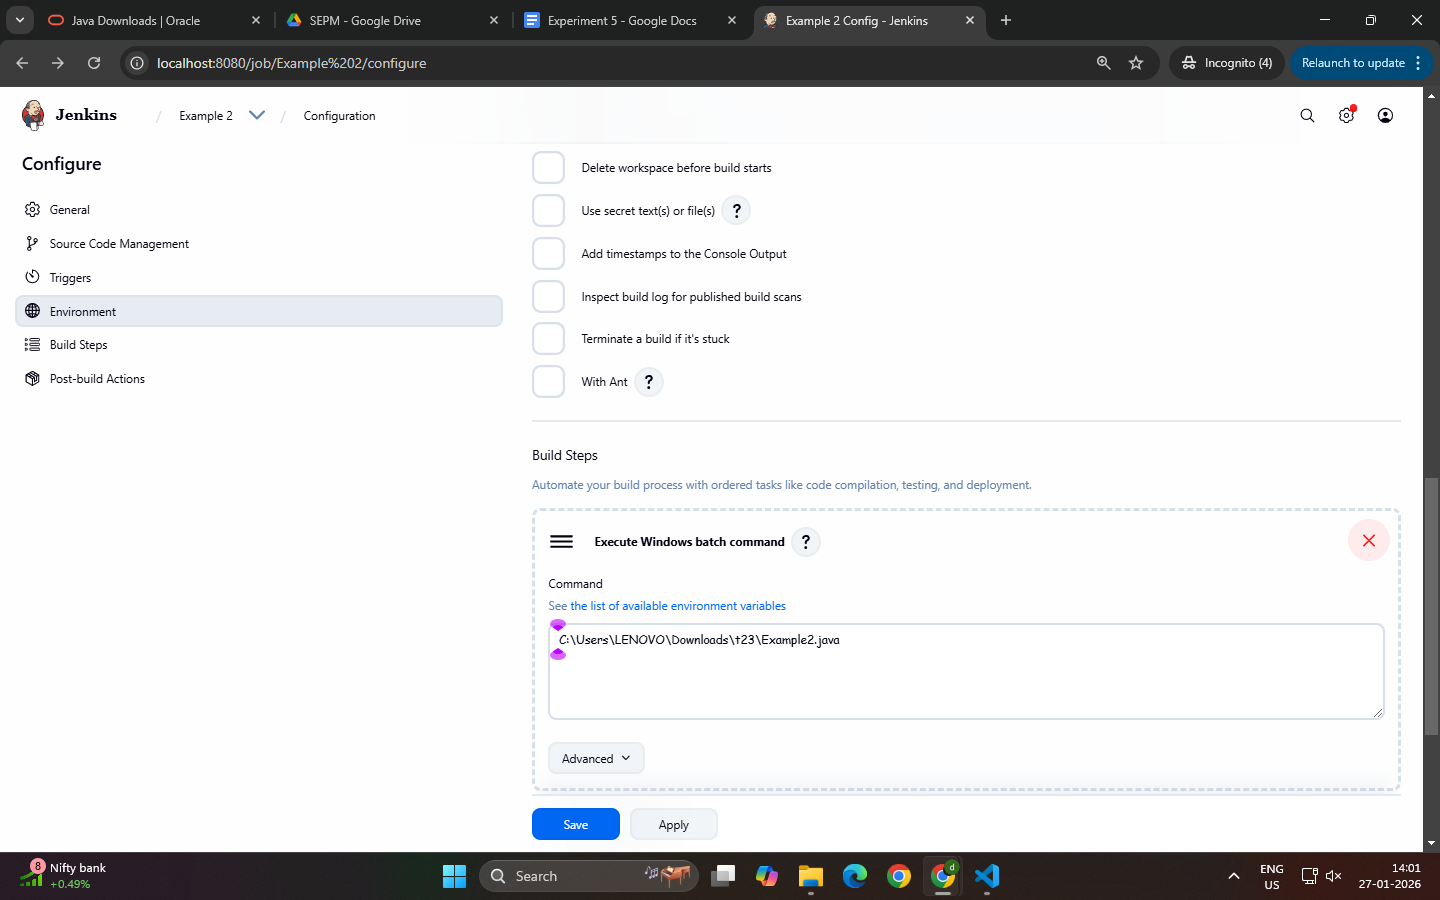 Java Downloads | Oracle
SEPM - Google Drive
Experiment 5 - Google Docs
Example 2 Config - Jenkins
localhost:8080/job/Example%202/configure
Incognito (4)
Relaunch to update
Jenkins / Example 2 / Configuration
Configure
General
Source Code Management
Triggers
Environment
Build Steps
Post-build Actions
Delete workspace before build starts
Use secret text(s) or file(s) ?
Add timestamps to the Console Output
Inspect build log for published build scans
Terminate a build if it's stuck
With Ant ?
Build Steps
Automate your build process with ordered tasks like code compilation, testing, and deployment.
Execute Windows batch command ?
Command
See the list of available environment variables
C:\Users\LENOVO\Downloads\t23\Example2.java
Advanced
Save
Apply
8
Nifty bank
+0.49%
Search
d
ENG
US
14:01
27-01-2026